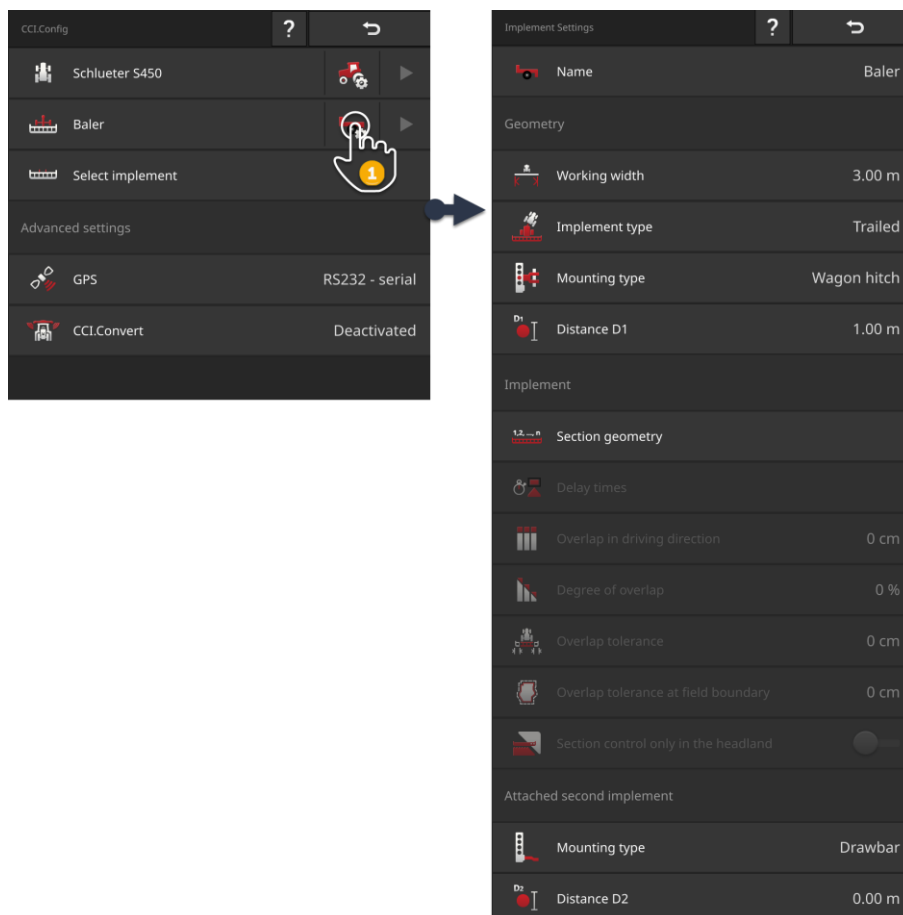 CCI.Config
?
Schlueter S450
Baler
1
Select implement
Advanced settings
GPS RS232 - serial
CCI.Convert Deactivated
Implement Settings
?
Name Baler
Geometry
Working width 3.00 m
Implement type Trailed
Mounting type Wagon hitch
D1
Distance D1 1.00 m
Implement
1,2, ... n
Section geometry
Delay times
Overlap in driving direction 0 cm
Degree of overlap 0 %
Overlap tolerance 0 cm
Overlap tolerance at field boundary 0 cm
Section control only in the headland
Attached second implement
Mounting type Drawbar
D2
Distance D2 0.00 m